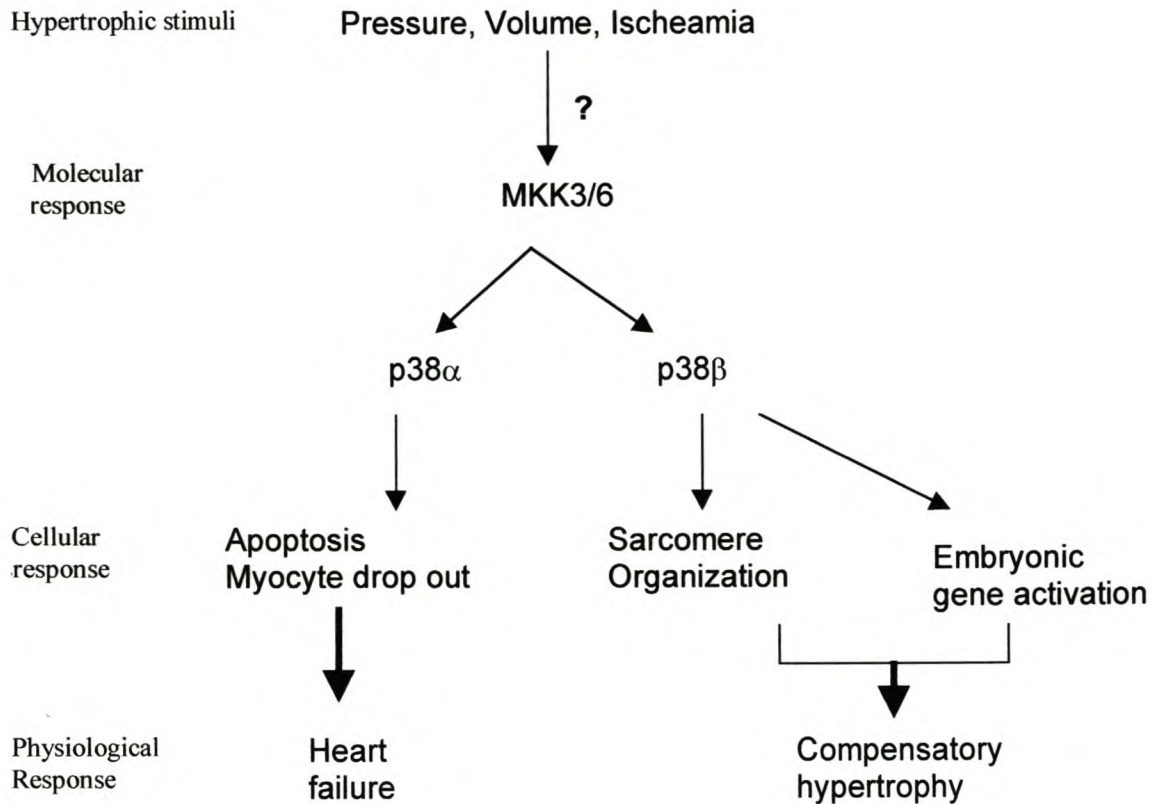 Hypertrophic stimuli
Pressure, Volume, Ischeamia
?
Molecular
response
MKK3/6
p38α
p38β
Cellular
response
Apoptosis
Myocyte drop out
Sarcomere
Organization
Embryonic
gene activation
Physiological
Response
Heart
failure
Compensatory
hypertrophy